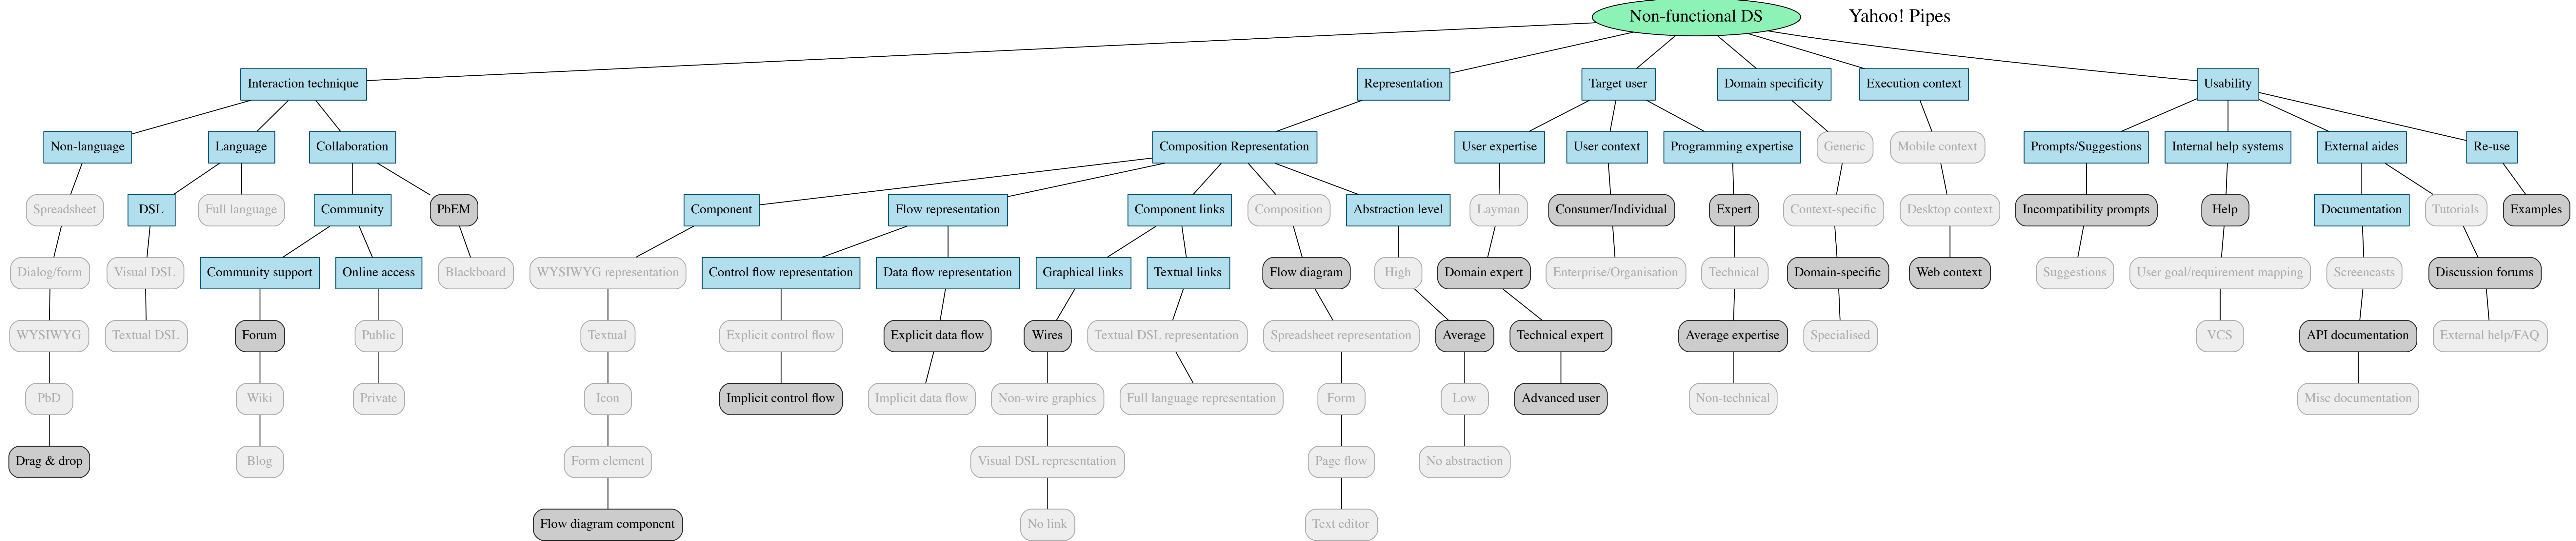 Non-functional DS
Yahoo! Pipes
Interaction technique
Representation
Target user
Domain specificity
Execution context
Usability
Non-language
Language
Collaboration
Composition Representation
User expertise
User context
Programming expertise
Generic
Mobile context
Prompts/Suggestions
Internal help systems
External aides
Re-use
Spreadsheet
DSL
Full language
Community
PbEM
Component
Flow representation
Component links
Composition
Abstraction level
Layman
Consumer/Individual
Expert
Context-specific
Desktop context
Incompatibility prompts
Help
Documentation
Tutorials
Examples
Dialog/form
Visual DSL
Community support
Online access
Blackboard
WYSIWYG representation
Control flow representation
Data flow representation
Graphical links
Textual links
Flow diagram
High
Domain expert
Enterprise/Organisation
Technical
Domain-specific
Web context
Suggestions
User goal/requirement mapping
Screencasts
Discussion forums
WYSIWYG
Textual DSL
Forum
Public
Textual
Explicit control flow
Explicit data flow
Wires
Textual DSL representation
Spreadsheet representation
Average
Technical expert
Average expertise
Specialised
VCS
API documentation
External help/FAQ
PbD
Wiki
Private
Icon
Implicit control flow
Implicit data flow
Non-wire graphics
Full language representation
Form
Low
Advanced user
Non-technical
Misc documentation
Drag & drop
Blog
Form element
Visual DSL representation
Page flow
No abstraction
Flow diagram component
No link
Text editor